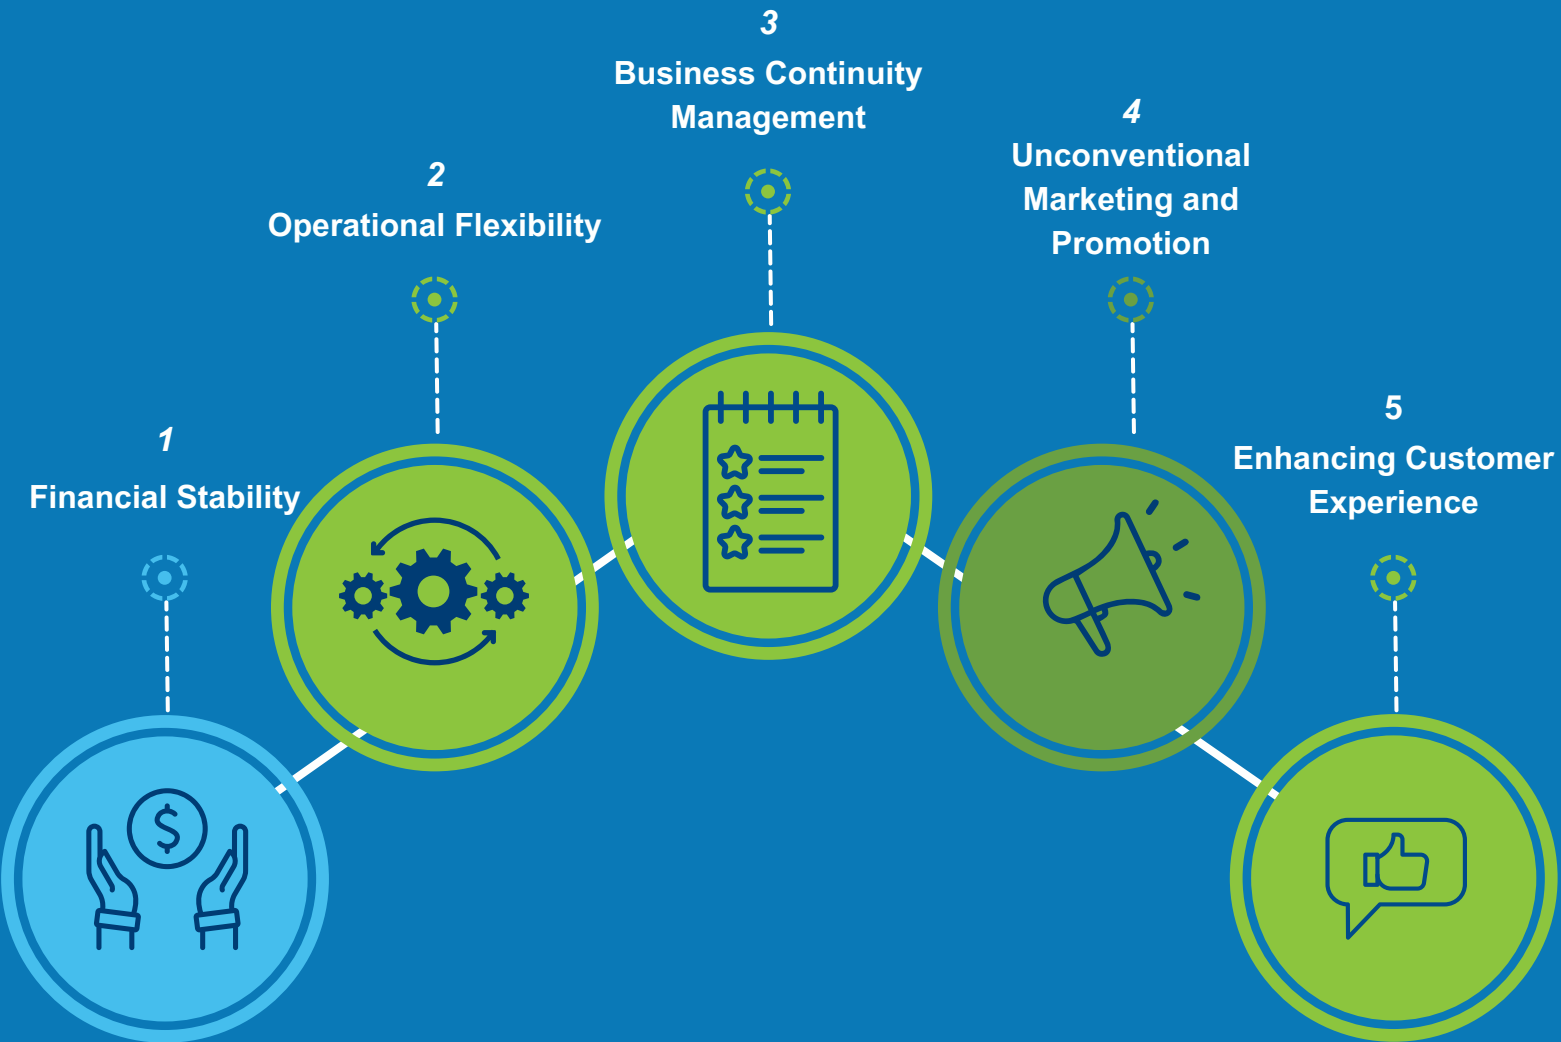 1
Financial Stability
2
Operational Flexibility
3
Business Continuity
Management
4
Unconventional
Marketing and
Promotion
5
Enhancing Customer
Experience
$